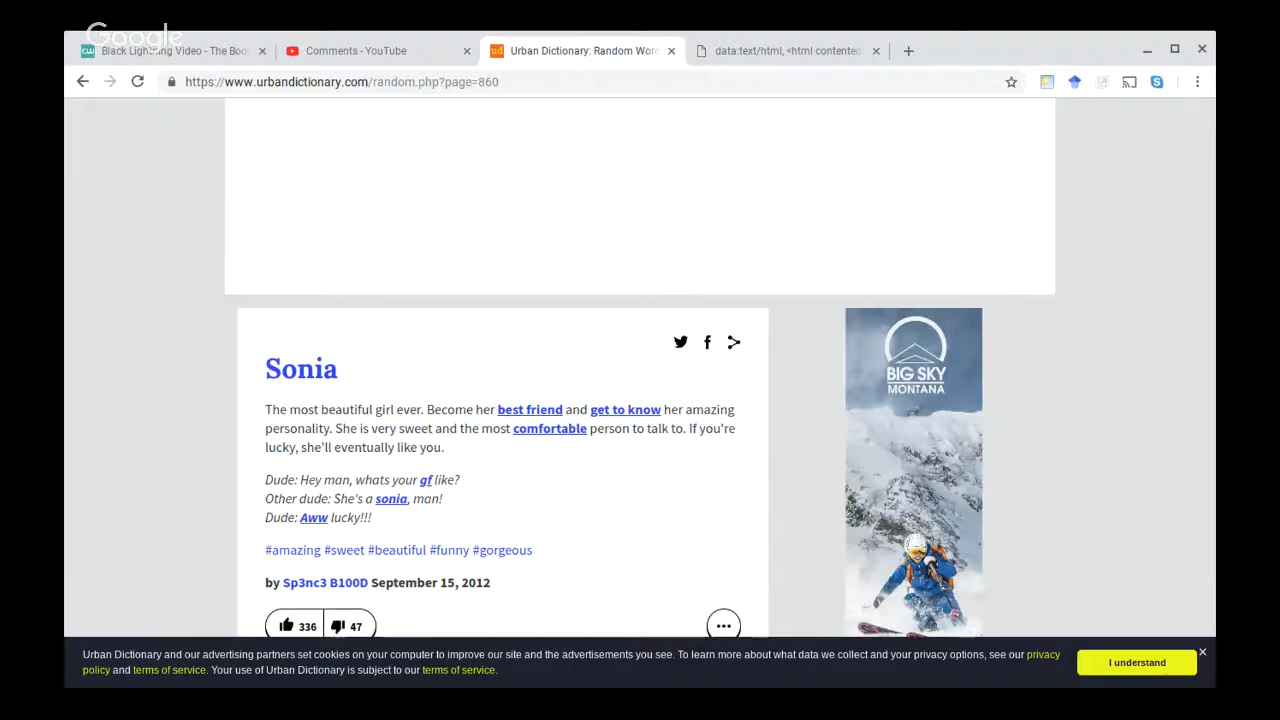 Google
Black Lightning Video - The Boo
Comments - YouTube
ud
Urban Dictionary: Random Word
data:text/html, <html contented
https://www.urbandictionary.com/random.php?page=860
Sonia
The most beautiful girl ever. Become her best friend and get to know her amazing
personality. She is very sweet and the most comfortable person to talk to. If you're
lucky, she'll eventually like you.
Dude: Hey man, whats your gf like?
Other dude: She's a sonia, man!
Dude: Aww lucky!!!
#amazing #sweet #beautiful #funny #gorgeous
by Sp3nc3 B100D September 15, 2012
336
47
BIG SKY
MONTANA
Urban Dictionary and our advertising partners set cookies on your computer to improve our site and the advertisements you see. To learn more about what data we collect and your privacy options, see our privacy
policy and terms of service. Your use of Urban Dictionary is subject to our terms of service.
I understand